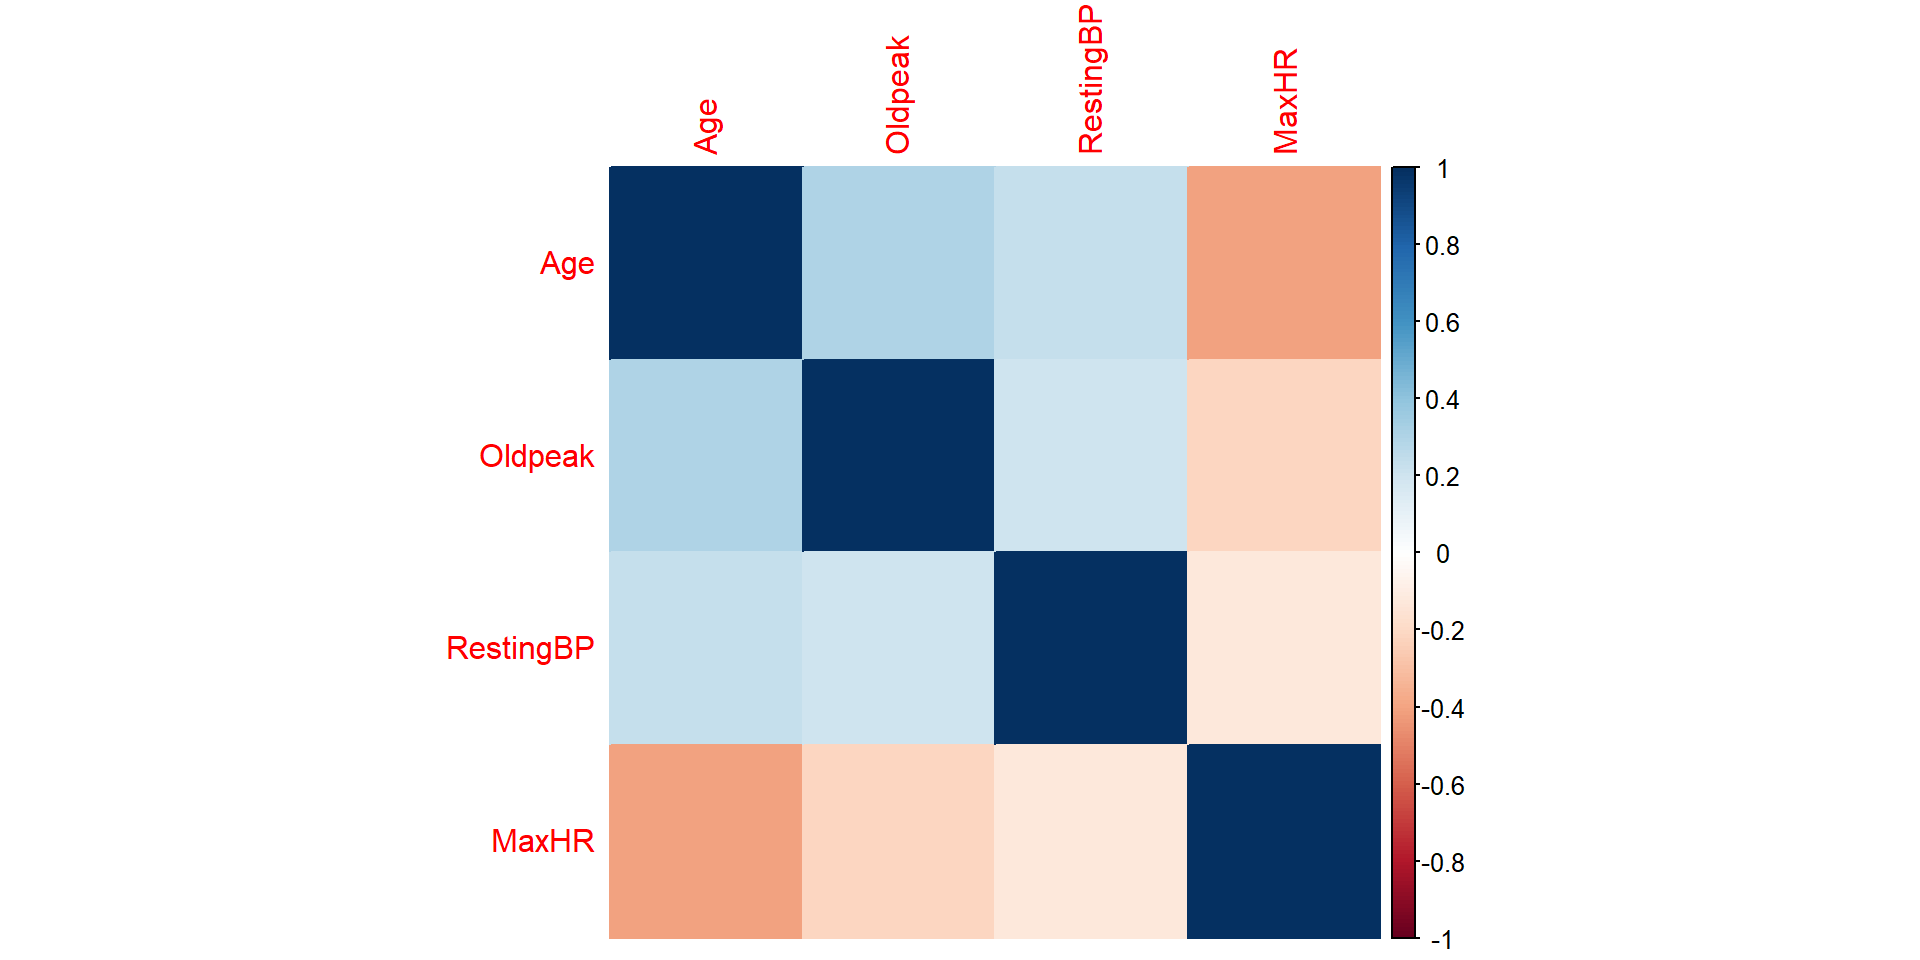 Age
Oldpeak
RestingBP
MaxHR
Age
Oldpeak
RestingBP
MaxHR
1
0.8
0.6
0.4
0.2
0
-0.2
-0.4
-0.6
-0.8
-1